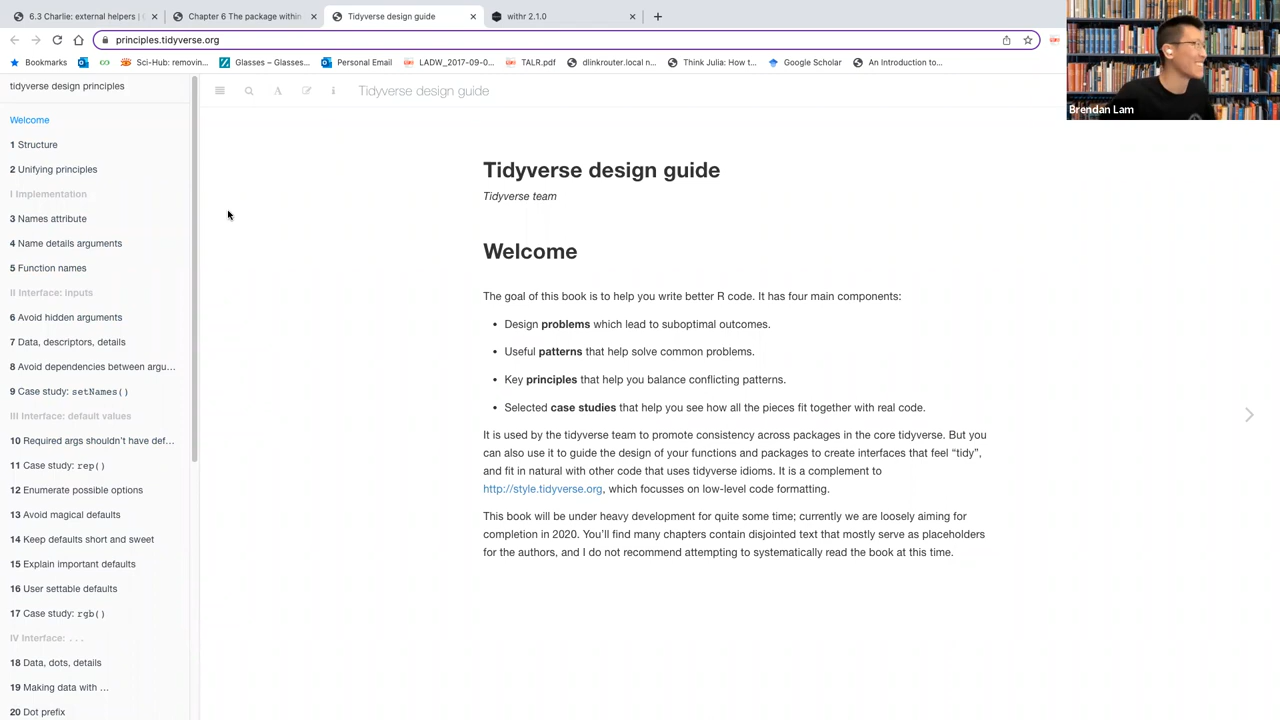 6.3 Charlie: external helpers |
Chapter 6 The package within
Tidyverse design guide
withr 2.1.0
principles.tidyverse.org
Bookmarks
Sci-Hub: removin...
Glasses – Glasses...
Personal Email
LADW_2017-09-0...
TALR.pdf
dlinkrouter.local n...
Think Julia: How t...
Google Scholar
An Introduction to...
Brendan Lam
tidyverse design principles
Welcome
1 Structure
2 Unifying principles
I Implementation
3 Names attribute
4 Name details arguments
5 Function names
II Interface: inputs
6 Avoid hidden arguments
7 Data, descriptors, details
8 Avoid dependencies between argu...
9 Case study: setNames()
III Interface: default values
10 Required args shouldn't have def...
11 Case study: rep()
12 Enumerate possible options
13 Avoid magical defaults
14 Keep defaults short and sweet
15 Explain important defaults
16 User settable defaults
17 Case study: rgb()
IV Interface: ...
18 Data, dots, details
19 Making data with ...
20 Dot prefix
Tidyverse design guide
Tidyverse design guide
Tidyverse team
Welcome
The goal of this book is to help you write better R code. It has four main components:
• Design problems which lead to suboptimal outcomes.
• Useful patterns that help solve common problems.
• Key principles that help you balance conflicting patterns.
• Selected case studies that help you see how all the pieces fit together with real code.
It is used by the tidyverse team to promote consistency across packages in the core tidyverse. But you
can also use it to guide the design of your functions and packages to create interfaces that feel “tidy”,
and fit in natural with other code that uses tidyverse idioms. It is a complement to
http://style.tidyverse.org, which focusses on low-level code formatting.
This book will be under heavy development for quite some time; currently we are loosely aiming for
completion in 2020. You’ll find many chapters contain disjointed text that mostly serve as placeholders
for the authors, and I do not recommend attempting to systematically read the book at this time.